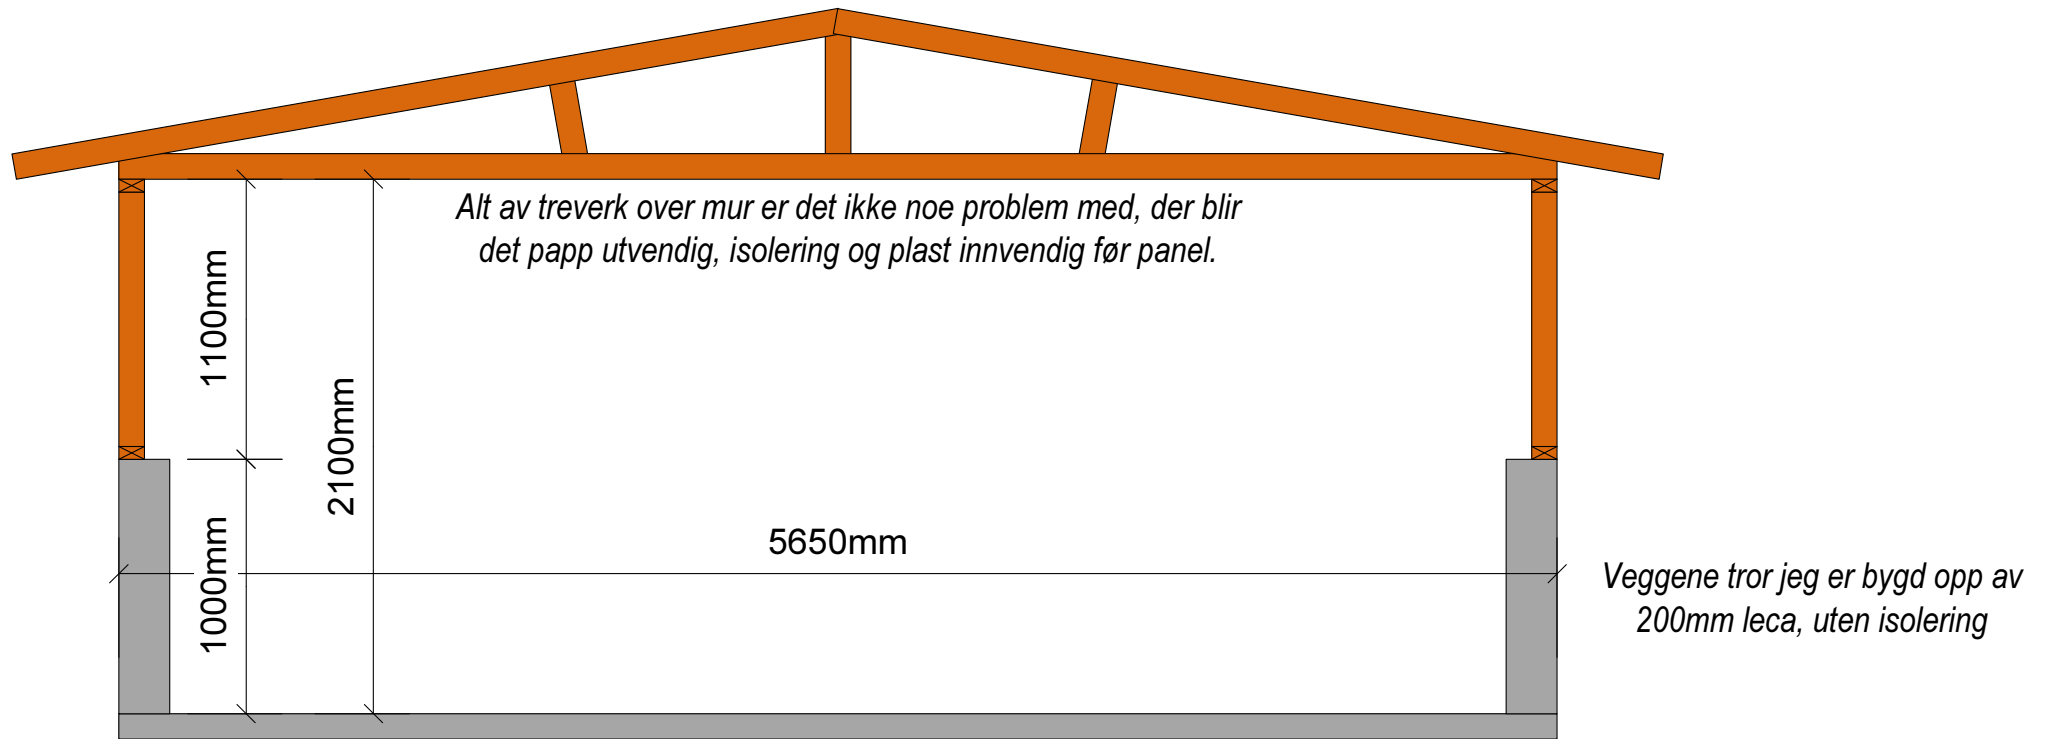 Alt av treverk over mur er det ikke noe problem med, der blir
det papp utvendig, isolering og plast innvendig før panel.
1100mm
2100mm
5650mm
1000mm
Veggene tror jeg er bygd opp av
200mm leca, uten isolering